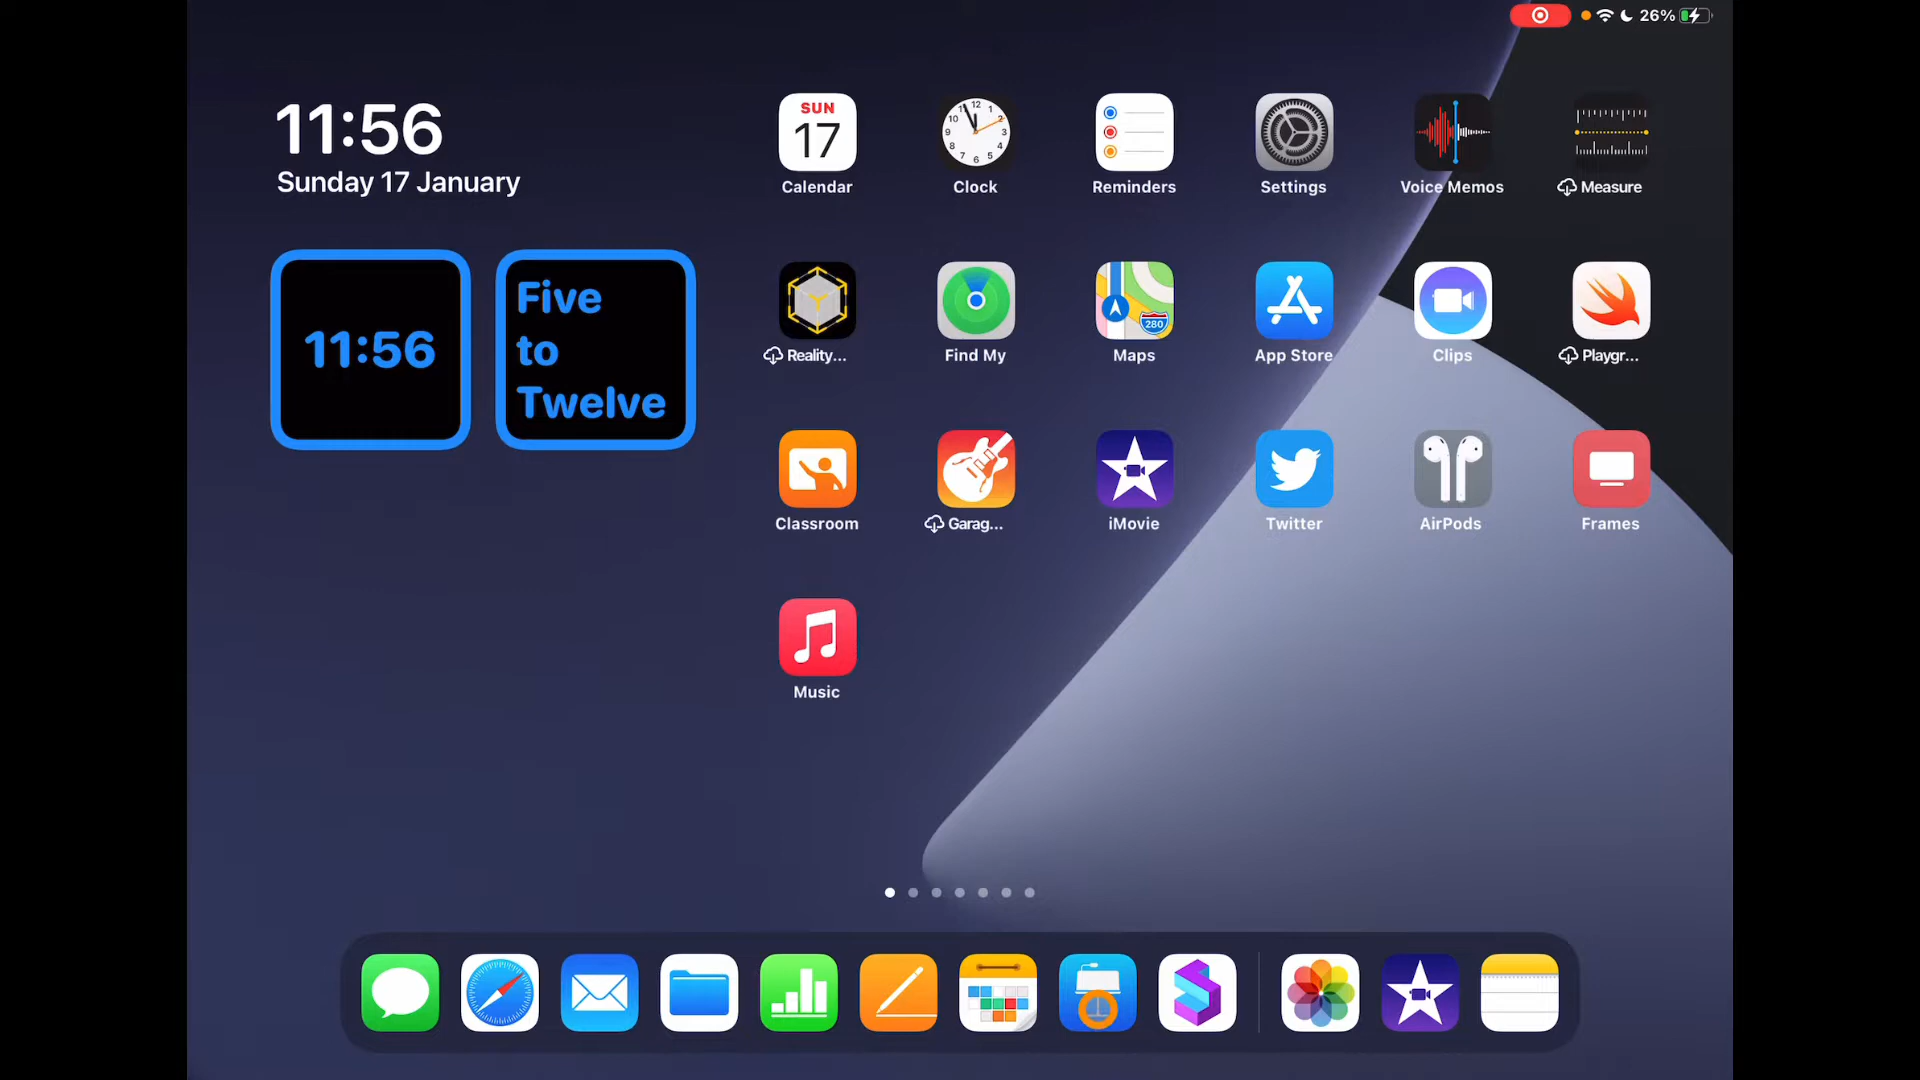 26%
11:56
Sunday 17 January
11:56
Five
to
Twelve
SUN
17
Calendar
Clock
Reminders
Settings
Voice Memos
Measure
Reality...
Find My
280
Maps
App Store
Clips
Playgr...
Classroom
Garag...
iMovie
Twitter
AirPods
Frames
Music